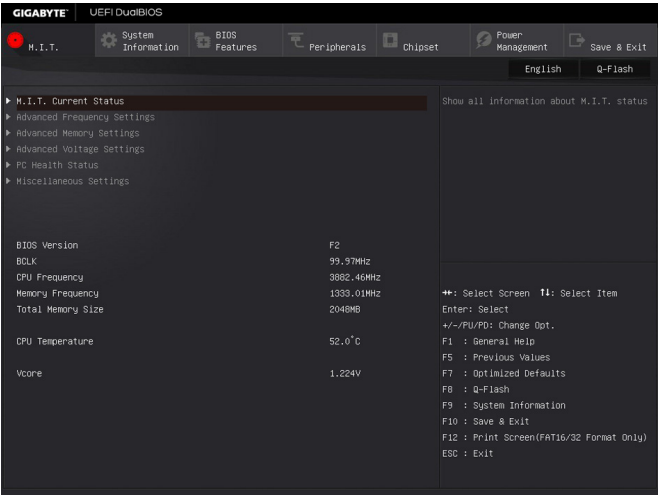 GIGABYTE™ UEFI DualBIOS
M.I.T.
System Information
BIOS Features
Peripherals
Chipset
Power Management
Save & Exit
English
Q-Flash
M.I.T. Current Status
Advanced Frequency Settings
Advanced Memory Settings
Advanced Voltage Settings
PC Health Status
Miscellaneous Settings
Show all information about M.I.T. status
BIOS Version F2
BCLK 99.97MHz
CPU Frequency 3882.46MHz
Memory Frequency 1333.01MHz
Total Memory Size 2048MB
CPU Temperature 52.0°C
Vcore 1.224V
→←: Select Screen ↑↓: Select Item
Enter: Select
+/-/PU/PD: Change Opt.
F1 : General Help
F5 : Previous Values
F7 : Optimized Defaults
F8 : Q-Flash
F9 : System Information
F10 : Save & Exit
F12 : Print Screen(FAT16/32 Format Only)
ESC : Exit